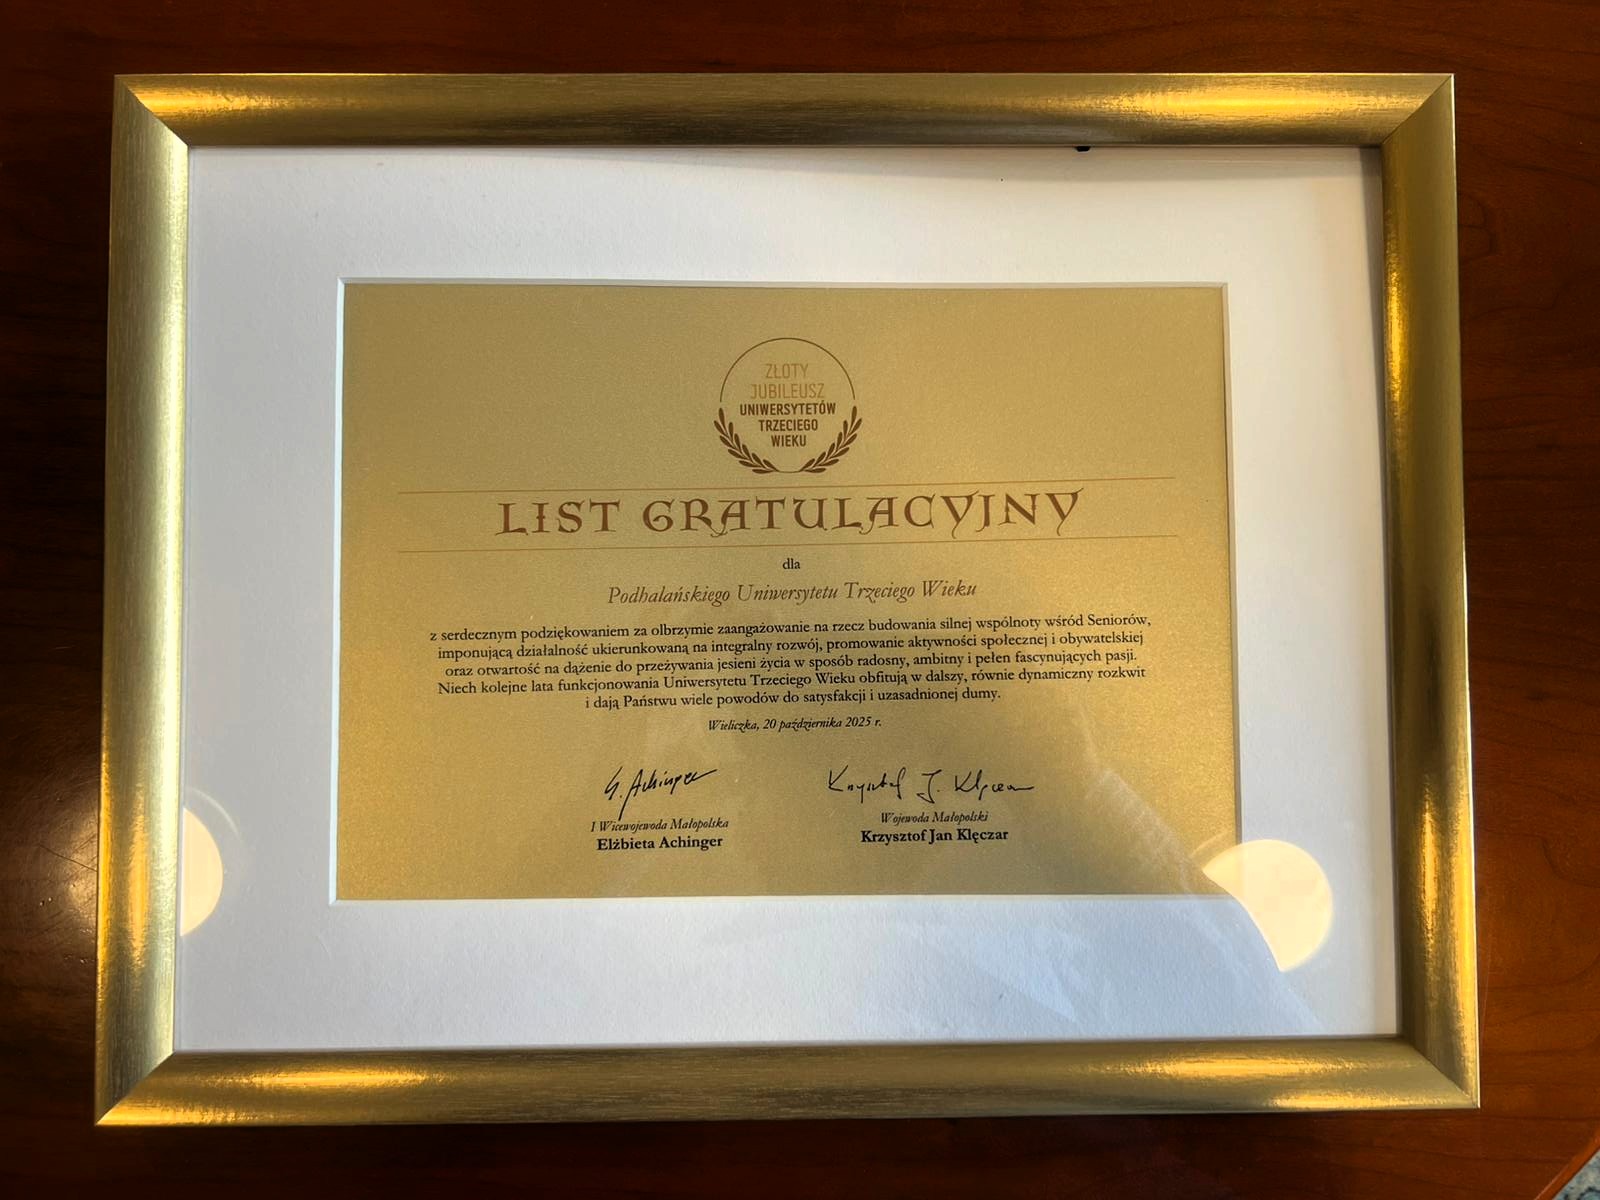 ZŁOTY
JUBILEUSZ
UNIWERSYTETÓW
TRZECIEGO
WIEKU
LIST GRATULACYJNY
dla
Podhalańskiego Uniwersytetu Trzeciego Wieku
z serdecznym podziękowaniem za olbrzymie zaangażowanie na rzecz budowania silnej wspólnoty wśród Seniorów,
imponującą działalność ukierunkowaną na integralny rozwój, promowanie aktywności społecznej i obywatelskiej
oraz otwartość na dążenie do przeżywania jesieni życia w sposób radosny, ambitny i pełen fascynujących pasji.
Niech kolejne lata funkcjonowania Uniwersytetu Trzeciego Wieku obfitują w dalszy, równie dynamiczny rozkwit
i dają Państwu wiele powodów do satysfakcji i uzasadnionej dumy.
Wieliczka, 20 października 2025 r.
E. Achinger
Krzysztof J. Klęczar
I Wicewojewoda Małopolska
Elżbieta Achinger
Wojewoda Małopolski
Krzysztof Jan Klęczar